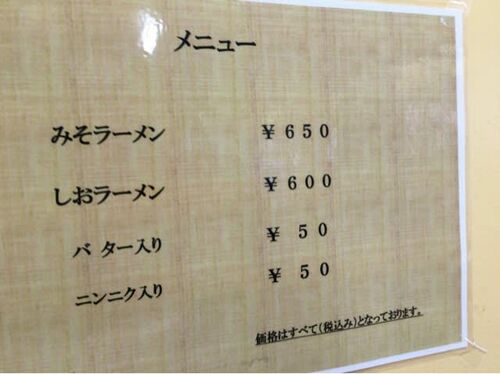 メニュー
みそラーメン ￥650
しおラーメン ￥600
バター入り ￥ 50
ニンニク入り ￥ 50
価格はすべて(税込み)となっております。